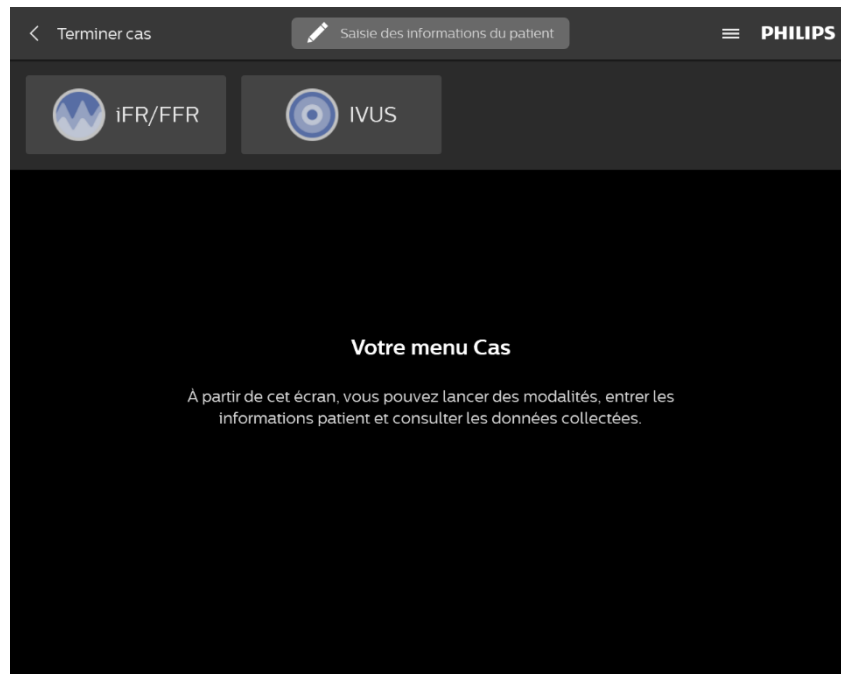 Terminer cas
Saisie des informations du patient
PHILIPS
iFR/FFR
IVUS
Votre menu Cas
À partir de cet écran, vous pouvez lancer des modalités, entrer les
informations patient et consulter les données collectées.